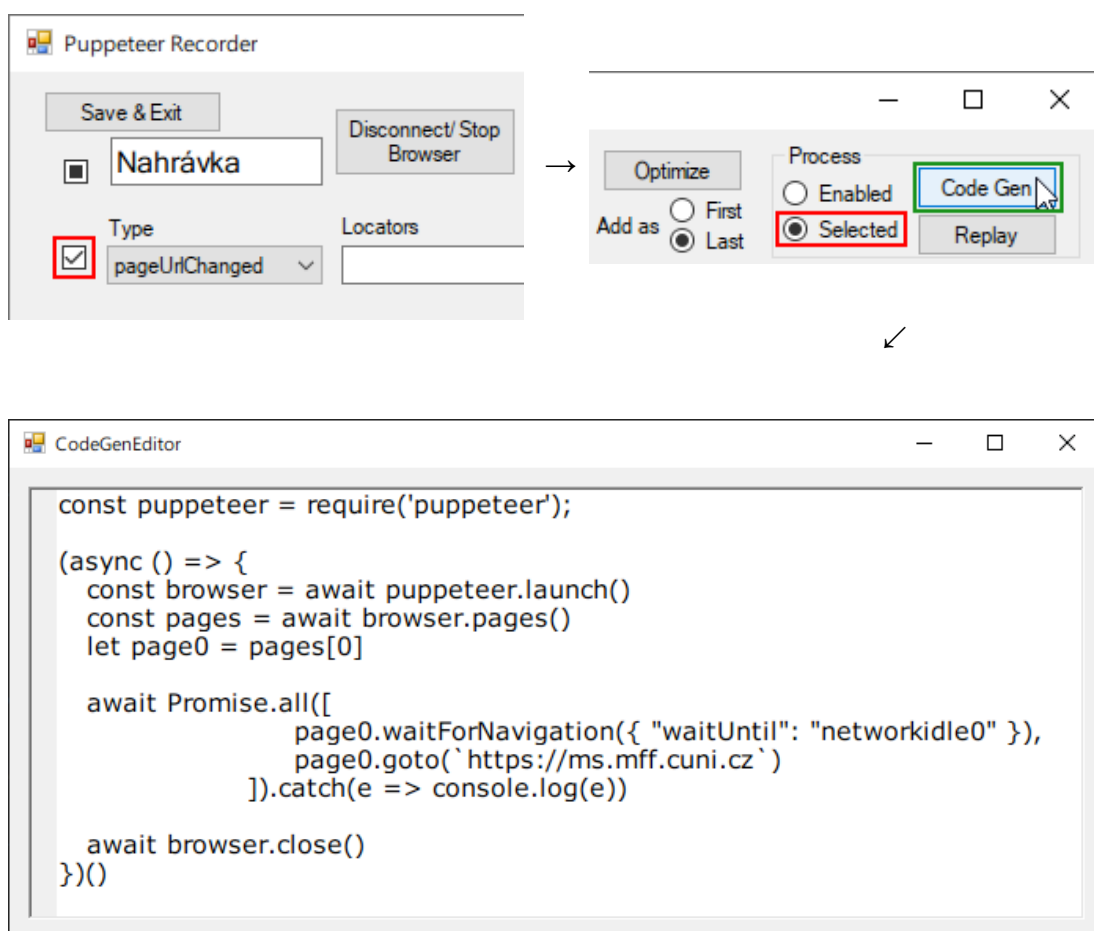 Puppeteer Recorder
Save & Exit
Disconnect/ Stop
Browser
Nahrávka
Type
Locators
pageUrlChanged
→
Optimize
Process
Enabled
Code Gen
Add as
First
Last
Selected
Replay
↙
CodeGenEditor
const puppeteer = require('puppeteer');
(async () => {
  const browser = await puppeteer.launch()
  const pages = await browser.pages()
  let page0 = pages[0]
  await Promise.all([
    page0.waitForNavigation({ "waitUntil": "networkidle0" }),
    page0.goto(`https://ms.mff.cuni.cz`)
  ]).catch(e => console.log(e))
  await browser.close()
})()